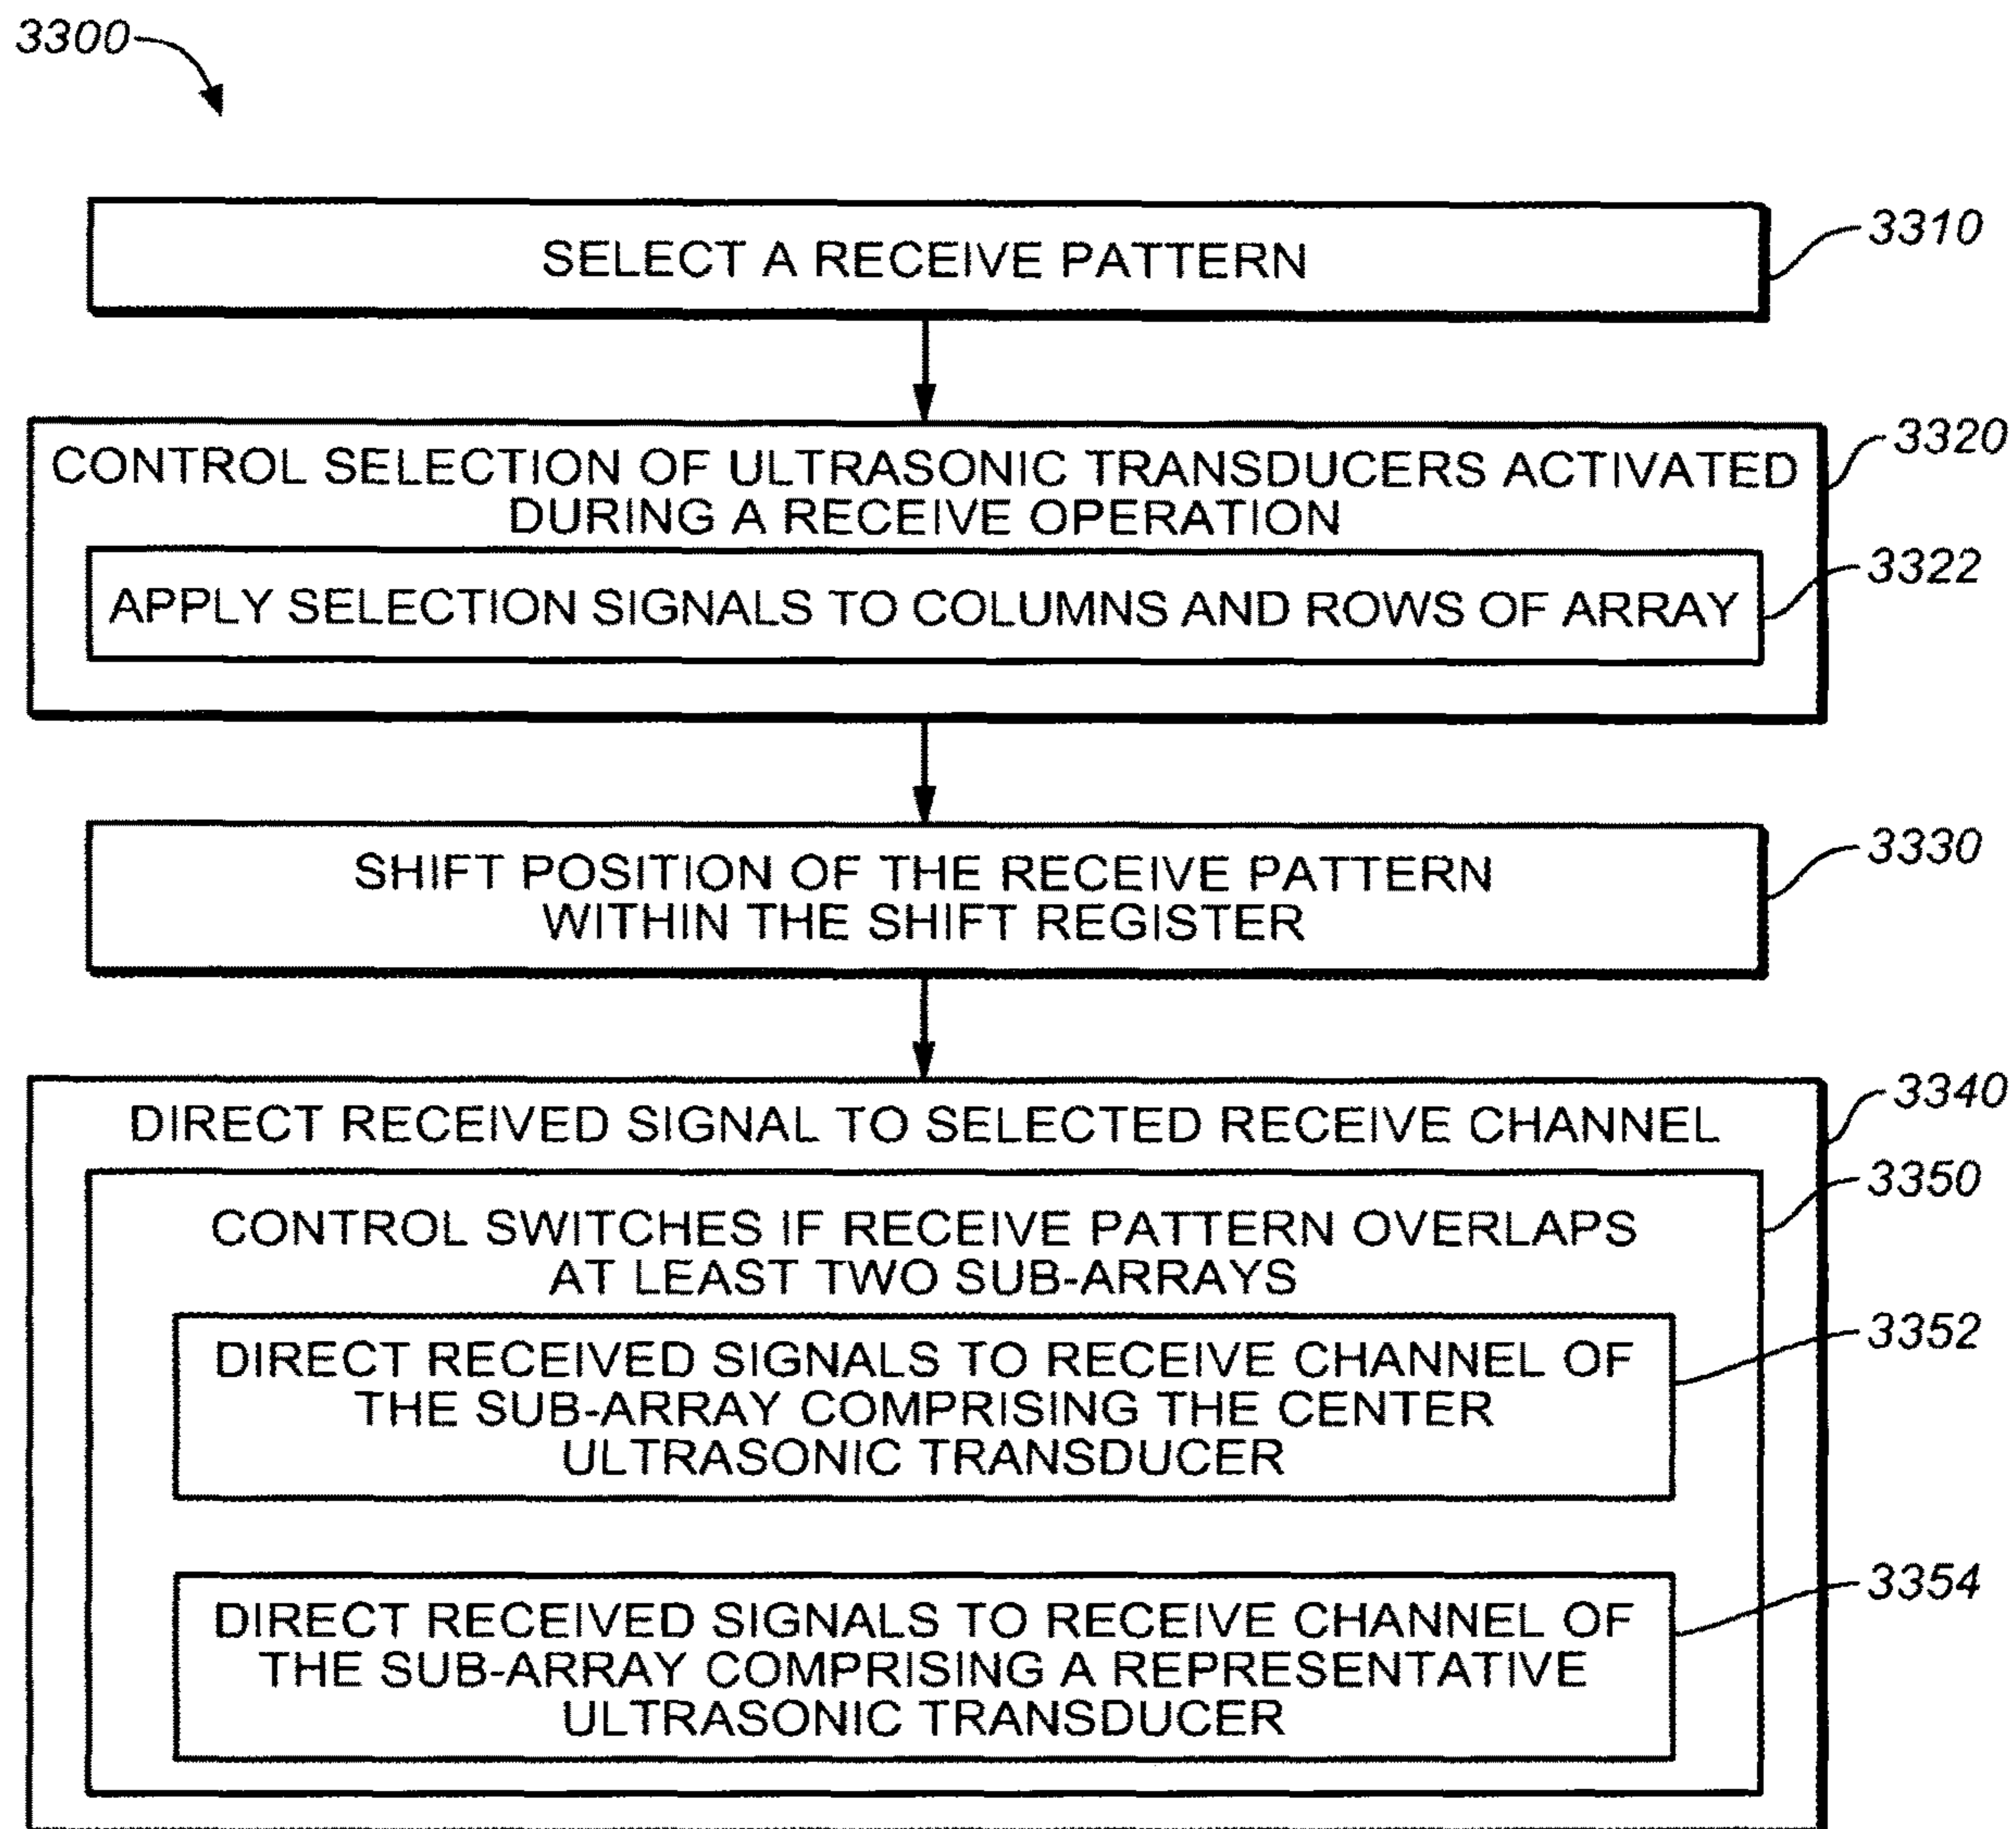 3300
SELECT A RECEIVE PATTERN
3310
CONTROL SELECTION OF ULTRASONIC TRANSDUCERS ACTIVATED
DURING A RECEIVE OPERATION
3320
APPLY SELECTION SIGNALS TO COLUMNS AND ROWS OF ARRAY
3322
SHIFT POSITION OF THE RECEIVE PATTERN
WITHIN THE SHIFT REGISTER
3330
DIRECT RECEIVED SIGNAL TO SELECTED RECEIVE CHANNEL
3340
CONTROL SWITCHES IF RECEIVE PATTERN OVERLAPS
AT LEAST TWO SUB-ARRAYS
3350
DIRECT RECEIVED SIGNALS TO RECEIVE CHANNEL OF
THE SUB-ARRAY COMPRISING THE CENTER
ULTRASONIC TRANSDUCER
3352
DIRECT RECEIVED SIGNALS TO RECEIVE CHANNEL OF
THE SUB-ARRAY COMPRISING A REPRESENTATIVE
ULTRASONIC TRANSDUCER
3354